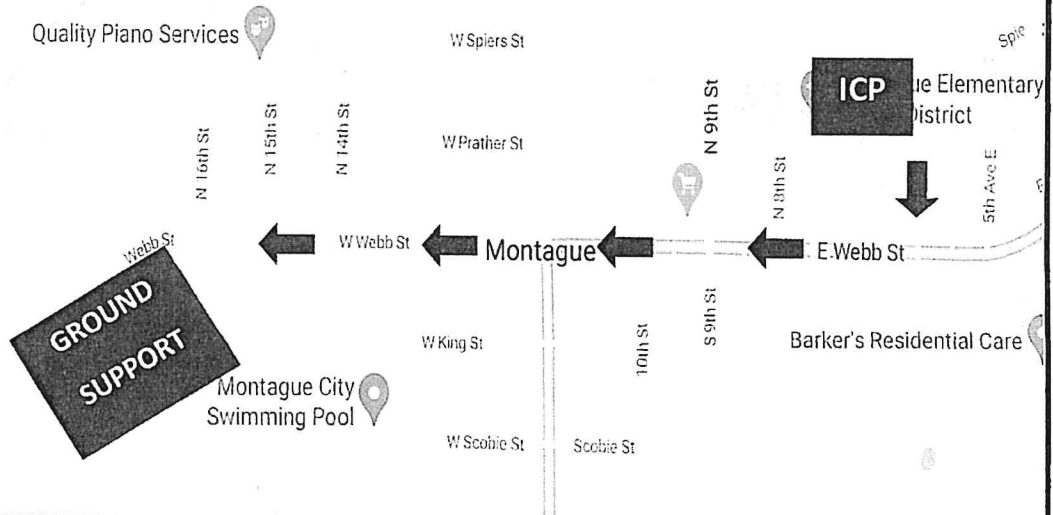 Quality Piano Services
W Spiers St
N 16th St
N 15th St
N 14th St
W Prather St
N 9th St
ICP
ue Elementary
District
N 8th St
5th Ave E
Webb St
W Webb St
Montague
E.Webb St
GROUND
SUPPORT
W King St
10th St
S 9th St
Barker's Residential Care
Montague City
Swimming Pool
W Scobie St
Scobie St